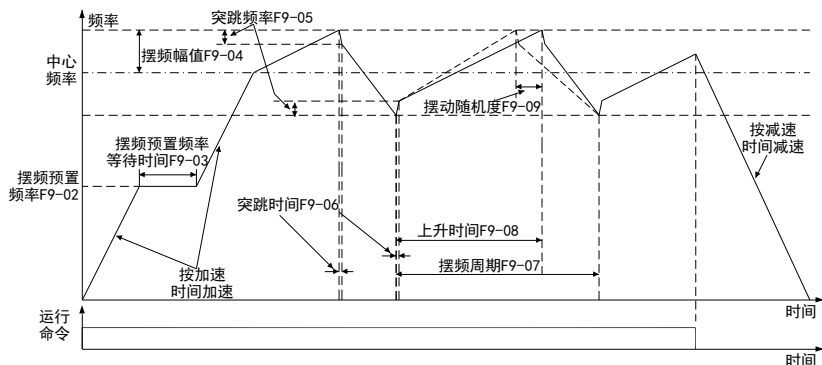 频率
突跳频率F9-05
摆频幅值F9-04
中心
频率
摆动随机度F9-09
摆频预置频率
等待时间F9-03
摆频预置
频率F9-02
按减速
时间减速
突跳时间F9-06
上升时间F9-08
摆频周期F9-07
按加速
时间加速
时间
运行
命令
时间